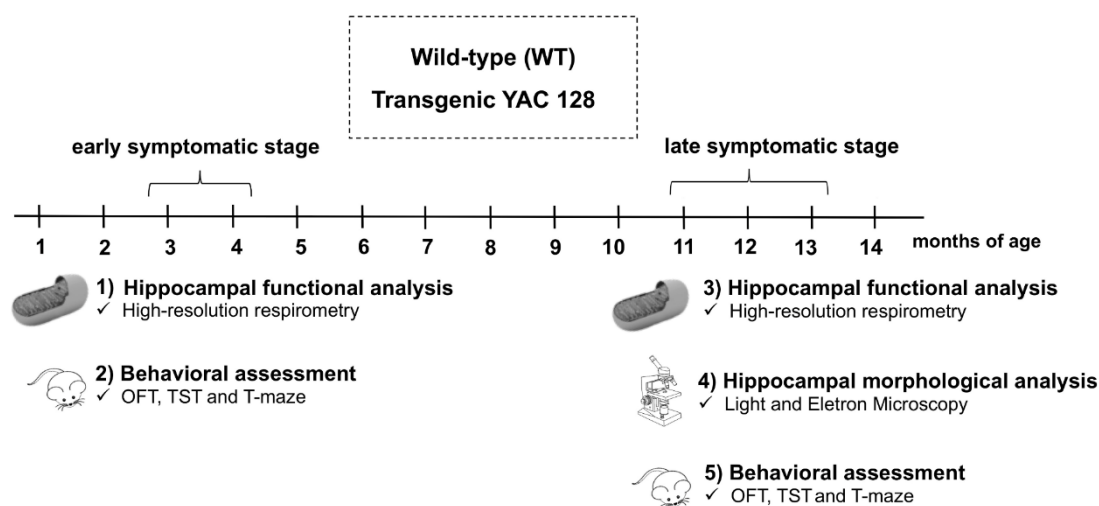 Wild-type (WT)
Transgenic YAC 128
early symptomatic stage
late symptomatic stage
1 2 3 4 5 6 7 8 9 10 11 12 13 14 months of age
1) Hippocampal functional analysis
✓ High-resolution respirometry
2) Behavioral assessment
✓ OFT, TST and T-maze
3) Hippocampal functional analysis
✓ High-resolution respirometry
4) Hippocampal morphological analysis
✓ Light and Eletron Microscopy
5) Behavioral assessment
✓ OFT, TST and T-maze